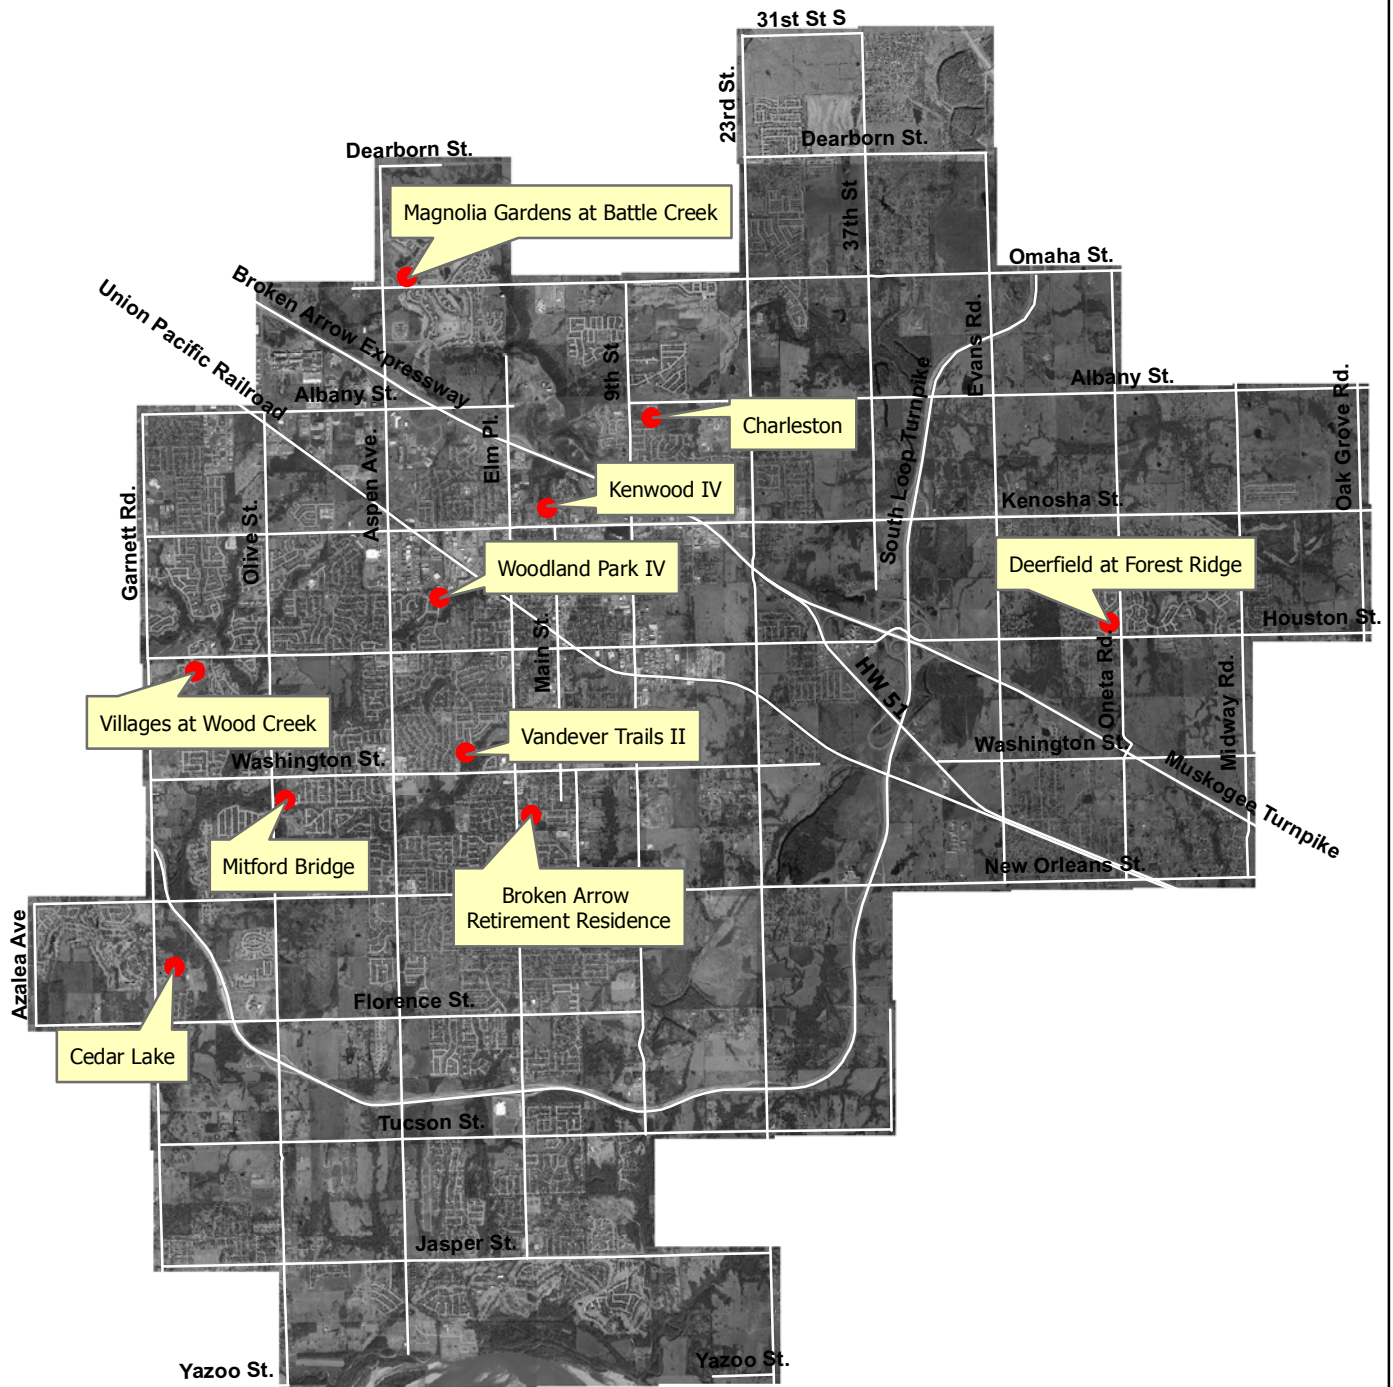 31st St S
23rd St.
Dearborn St.
Dearborn St.
Magnolia Gardens at Battle Creek
37th St
Omaha St.
Broken Arrow Expressway
Union Pacific Railroad
Evans Rd.
9th St
South Loop Turnpike
Albany St.
Albany St.
Oak Grove Rd.
Charleston
Elm Pl.
Aspen Ave.
Kenwood IV
Kenosha St.
Garnett Rd.
Olive St.
Woodland Park IV
Deerfield at Forest Ridge
Houston St.
Main St.
HW 51
Oneta Rd.
Midway Rd.
Villages at Wood Creek
Vandever Trails II
Washington St.
Washington St.
Muskogee Turnpike
Mitford Bridge
New Orleans St.
Broken Arrow
Retirement Residence
Azalea Ave
Florence St.
Cedar Lake
Tucson St.
Jasper St.
Yazoo St.
Yazoo St.